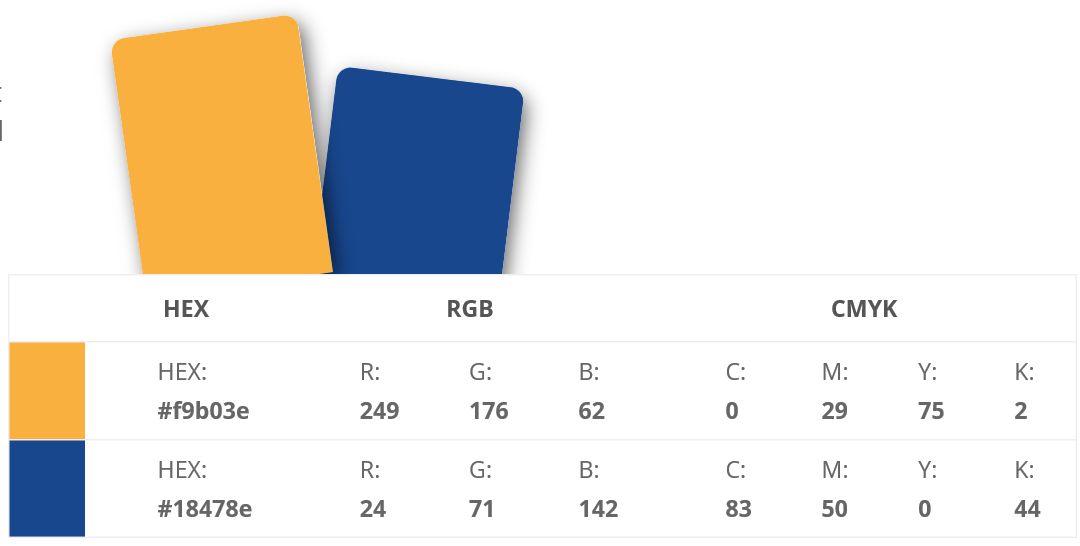 HEX RGB CMYK
HEX: R: G: B: C: M: Y: K:
#f9b03e 249 176 62 0 29 75 2
HEX: R: G: B: C: M: Y: K:
#18478e 24 71 142 83 50 0 44